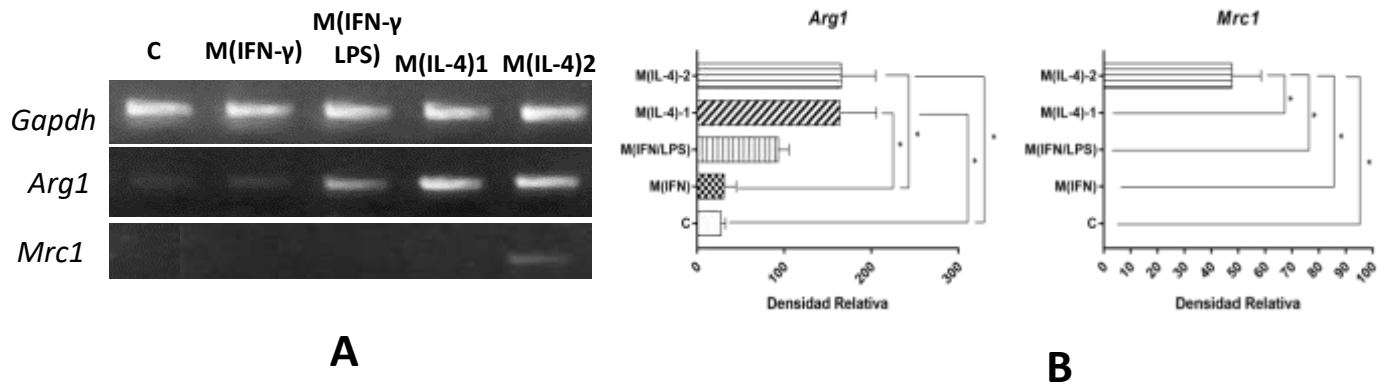 C
M(IFN-γ)
M(IFN-γ
LPS)
M(IL-4)1
M(IL-4)2
Gapdh
Arg1
Mrc1
A
Arg1
M(IL-4)-2
M(IL-4)-1
M(IFN/LPS)
M(IFN)
C
0
100
200
300
Densidad Relativa
* * * *
Mrc1
M(IL-4)-2
M(IL-4)-1
M(IFN/LPS)
M(IFN)
C
0 10 20 30 40 50 60 70 80 90 100
Densidad Relativa
* * * *
B